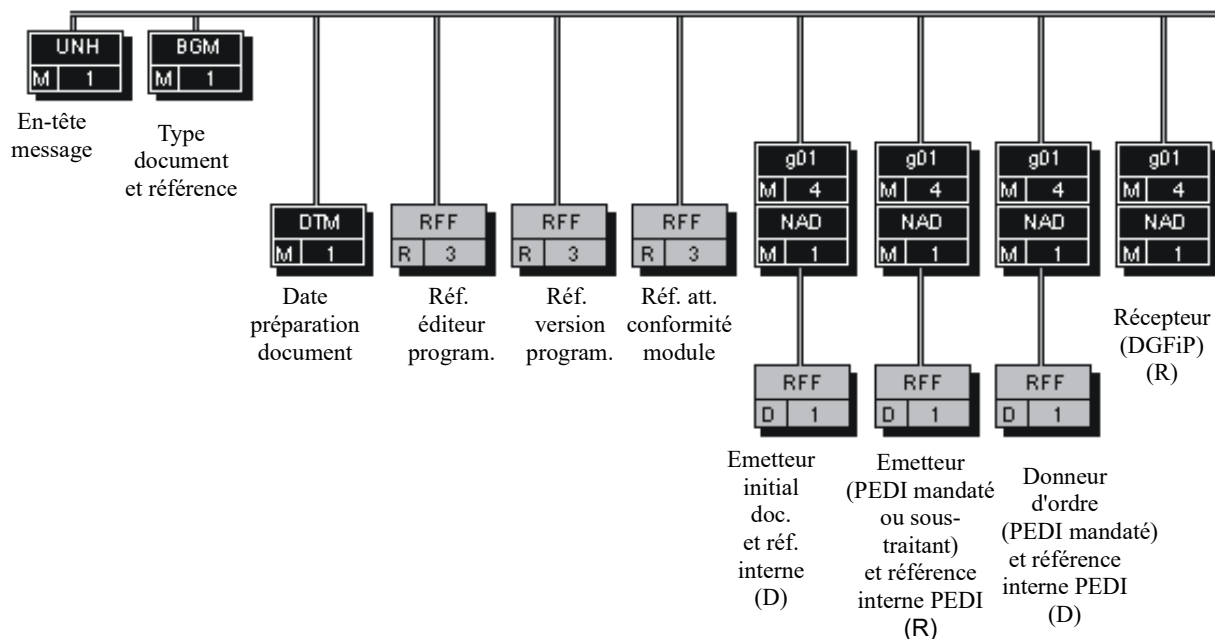 UNH
M 1
En-tête
message
BGM
M 1
Type
document
et référence
DTM
M 1
Date
préparation
document
RFF
R 3
Réf.
éditeur
program.
RFF
R 3
Réf.
version
program.
RFF
R 3
Réf. att.
conformité
module
g01
M 4
NAD
M 1
RFF
D 1
Emetteur
initial
doc.
et réf.
interne
(D)
g01
M 4
NAD
M 1
RFF
D 1
Emetteur
(PEDI mandaté
ou sous-
traitant)
et référence
interne PEDI
(R)
g01
M 4
NAD
M 1
RFF
D 1
Donneur
d'ordre
(PEDI mandaté)
et référence
interne PEDI
(D)
g01
M 4
NAD
M 1
Récepteur
(DGFiP)
(R)